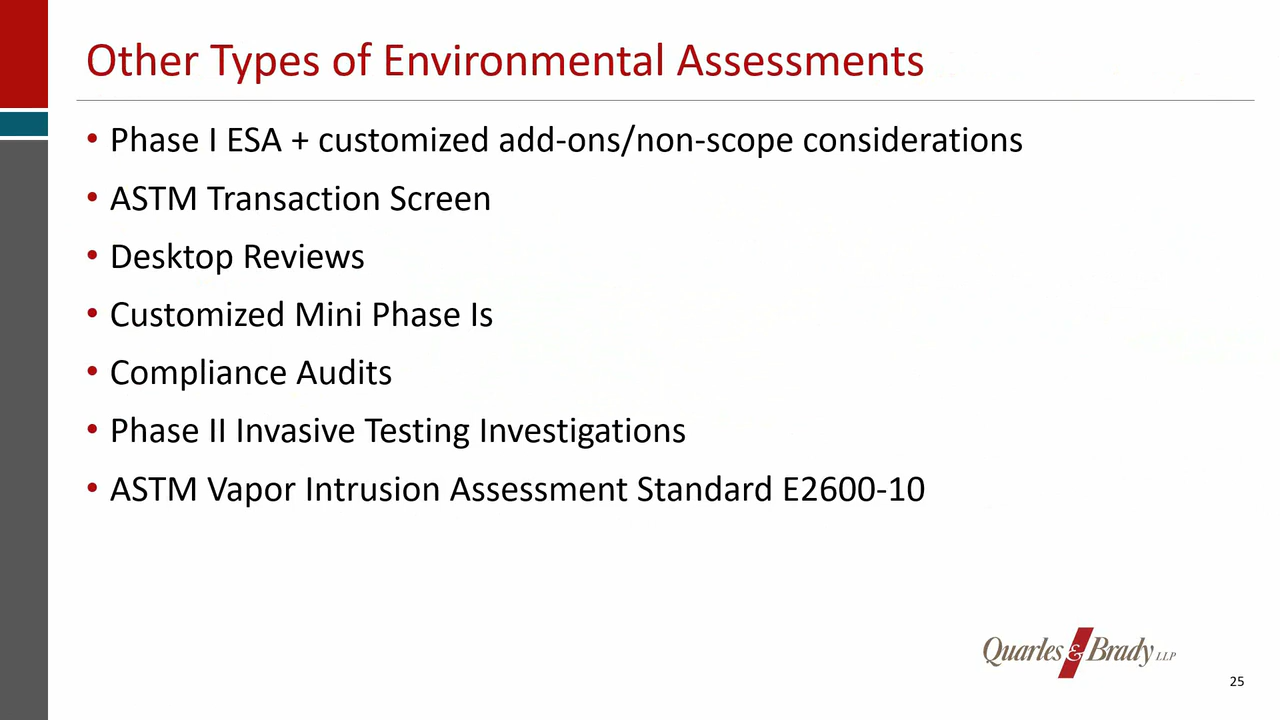 Other Types of Environmental Assessments
• Phase I ESA + customized add-ons/non-scope considerations
• ASTM Transaction Screen
• Desktop Reviews
• Customized Mini Phase Is
• Compliance Audits
• Phase II Invasive Testing Investigations
• ASTM Vapor Intrusion Assessment Standard E2600-10
Quarles & Brady LLP
25